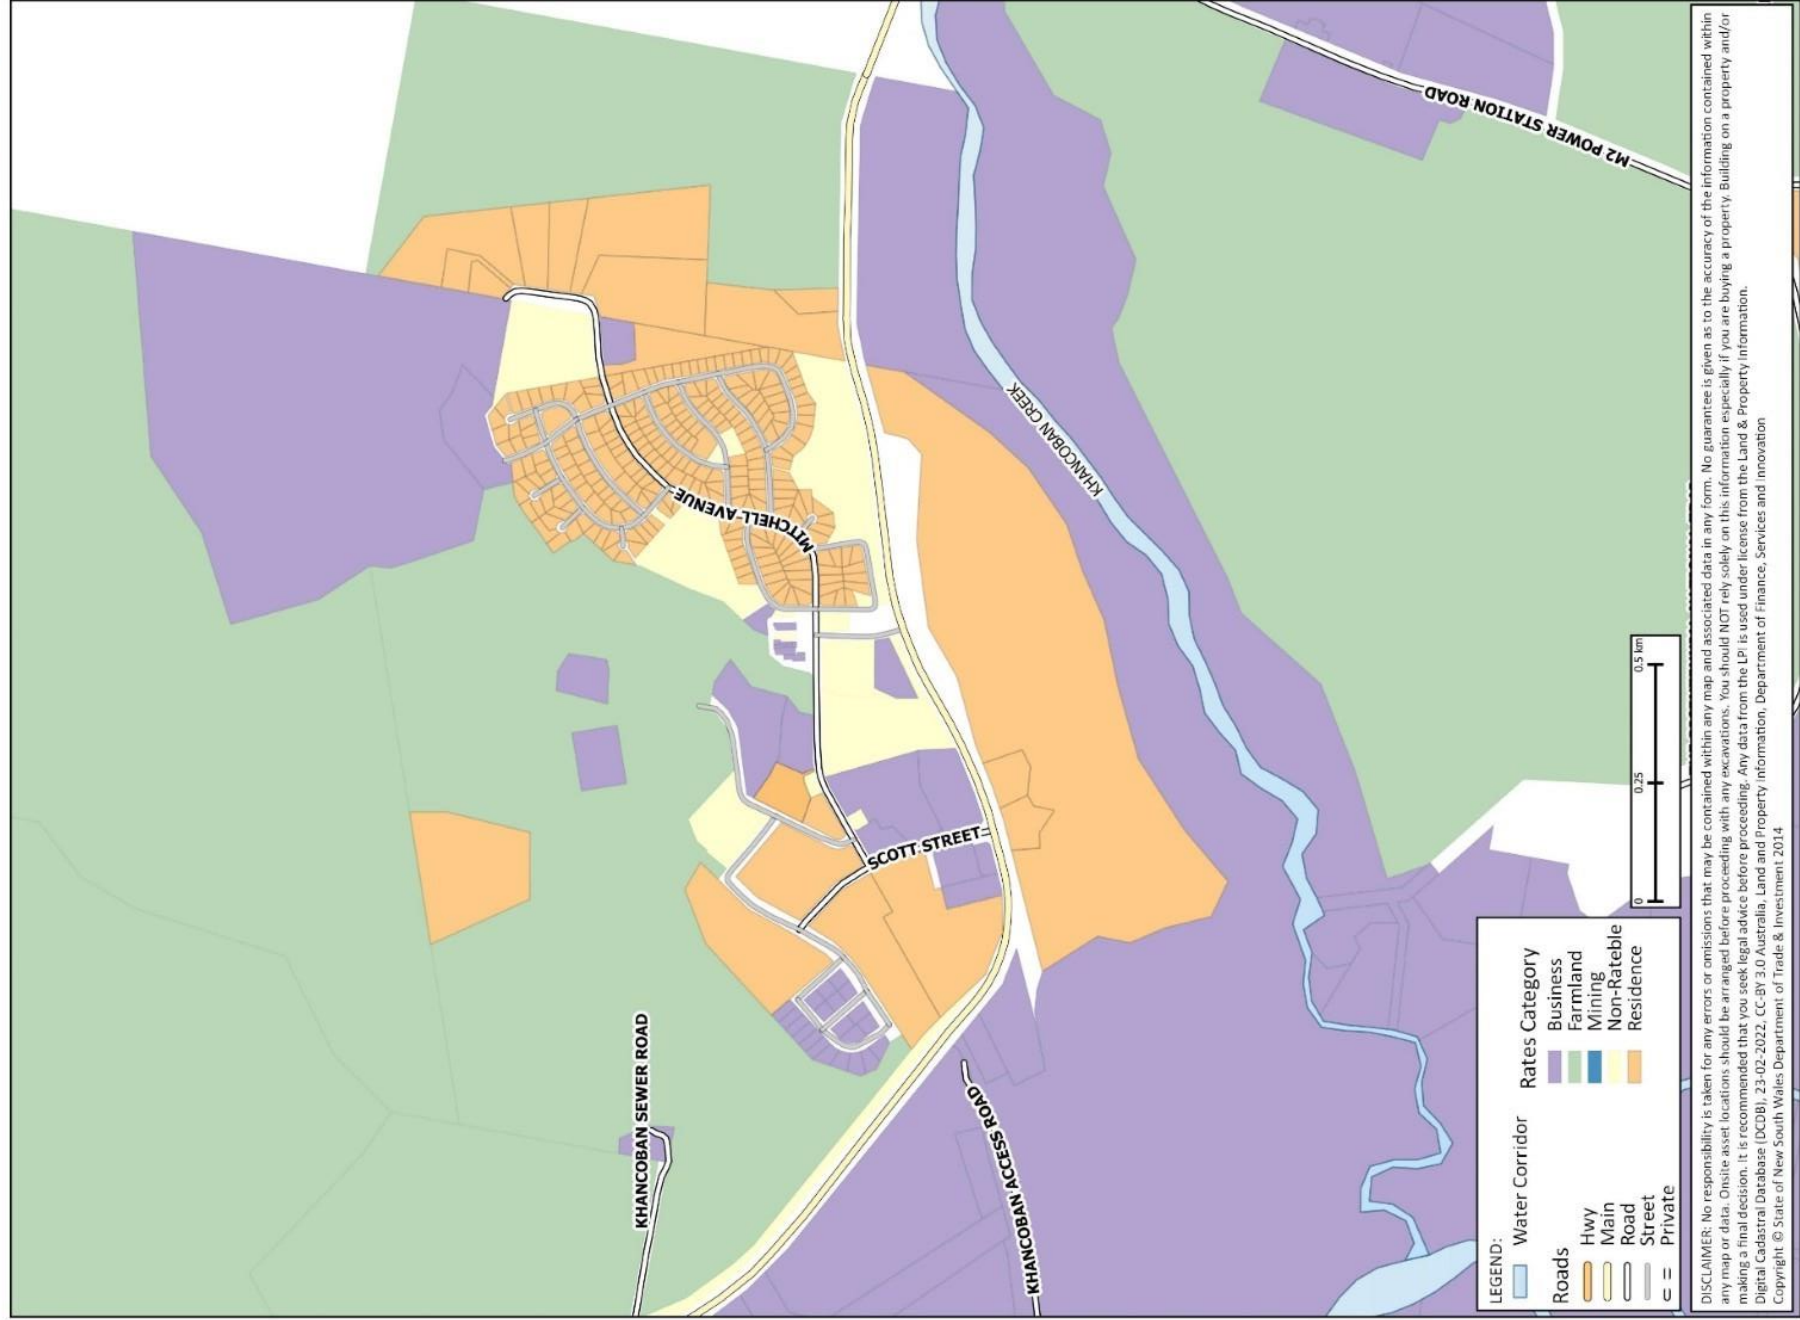 M2 POWER STATION ROAD
KHANCOBAN CREEK
MITCHELL AVENUE
SCOTT STREET
KHANCOBAN SEWER ROAD
KHANCOBAN ACCESS ROAD
0 0.25 0.5 km
LEGEND:
Water Corridor
Roads
Hwy
Main
Road
Street
Private
Rates Category
Business
Farmland
Mining
Non-Rateble
Residence
DISCLAIMER: No responsibility is taken for any errors or omissions that may be contained within any map and associated data in any form. No guarantee is given as to the accuracy of the information contained within
any map or data. Onsite asset locations should be arranged before proceeding with any excavations. You should NOT rely solely on this information especially if you are buying a property. Building on a property and/or
making a final decision. It is recommended that you seek legal advice before proceeding. Any data from the LPI is used under license from the Land & Property Information.
Digital Cadastral Database (DCDB), 23-02-2022, CC-BY 3.0 Australia, Land and Property Information, Department of Finance, Services and Innovation
Copyright © State of New South Wales Department of Trade & Investment 2014